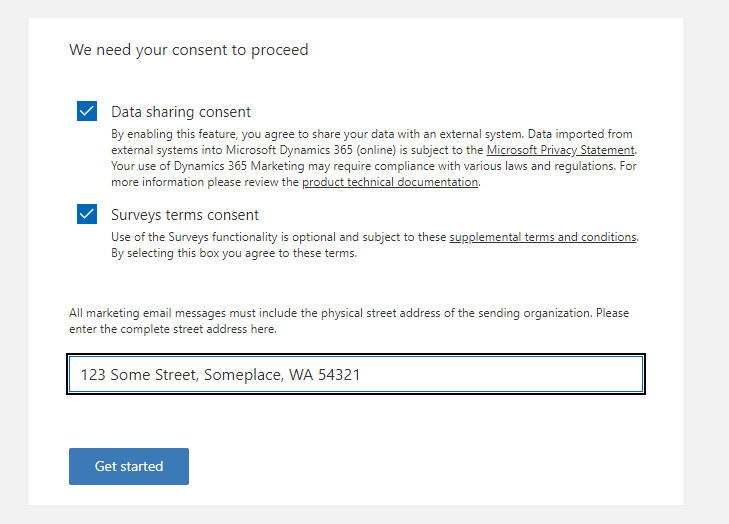 We need your consent to proceed
Data sharing consent
By enabling this feature, you agree to share your data with an external system. Data imported from
external systems into Microsoft Dynamics 365 (online) is subject to the Microsoft Privacy Statement.
Your use of Dynamics 365 Marketing may require compliance with various laws and regulations. For
more information please review the product technical documentation.
Surveys terms consent
Use of the Surveys functionality is optional and subject to these supplemental terms and conditions.
By selecting this box you agree to these terms.
All marketing email messages must include the physical street address of the sending organization. Please
enter the complete street address here.
123 Some Street, Someplace, WA 54321
Get started